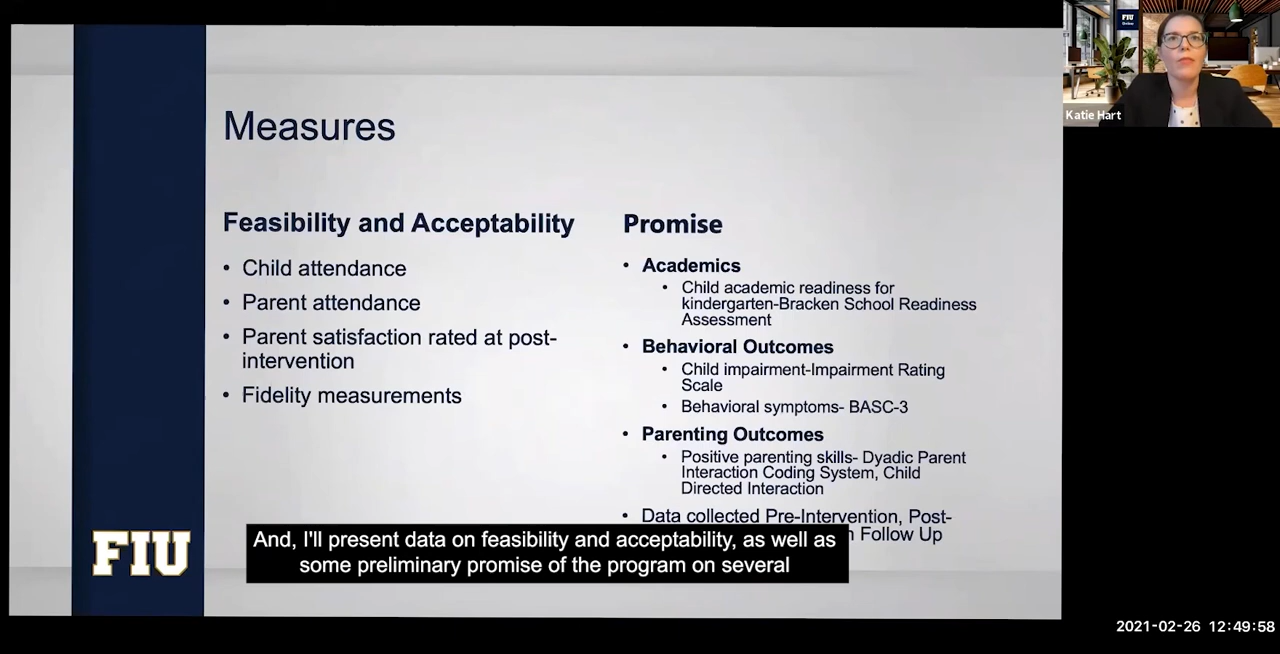 Measures
Feasibility and Acceptability
• Child attendance
• Parent attendance
• Parent satisfaction rated at post-
intervention
• Fidelity measurements
Promise
• Academics
• Child academic readiness for
kindergarten-Bracken School Readiness
Assessment
• Behavioral Outcomes
• Child impairment-Impairment Rating
Scale
• Behavioral symptoms- BASC-3
• Parenting Outcomes
• Positive parenting skills- Dyadic Parent
Interaction Coding System, Child
Directed Interaction
• Data collected Pre-Intervention, Post-
Follow Up
FIU
And, I'll present data on feasibility and acceptability, as well as
some preliminary promise of the program on several
FIU
Katie Hart
2021-02-26 12:49:58